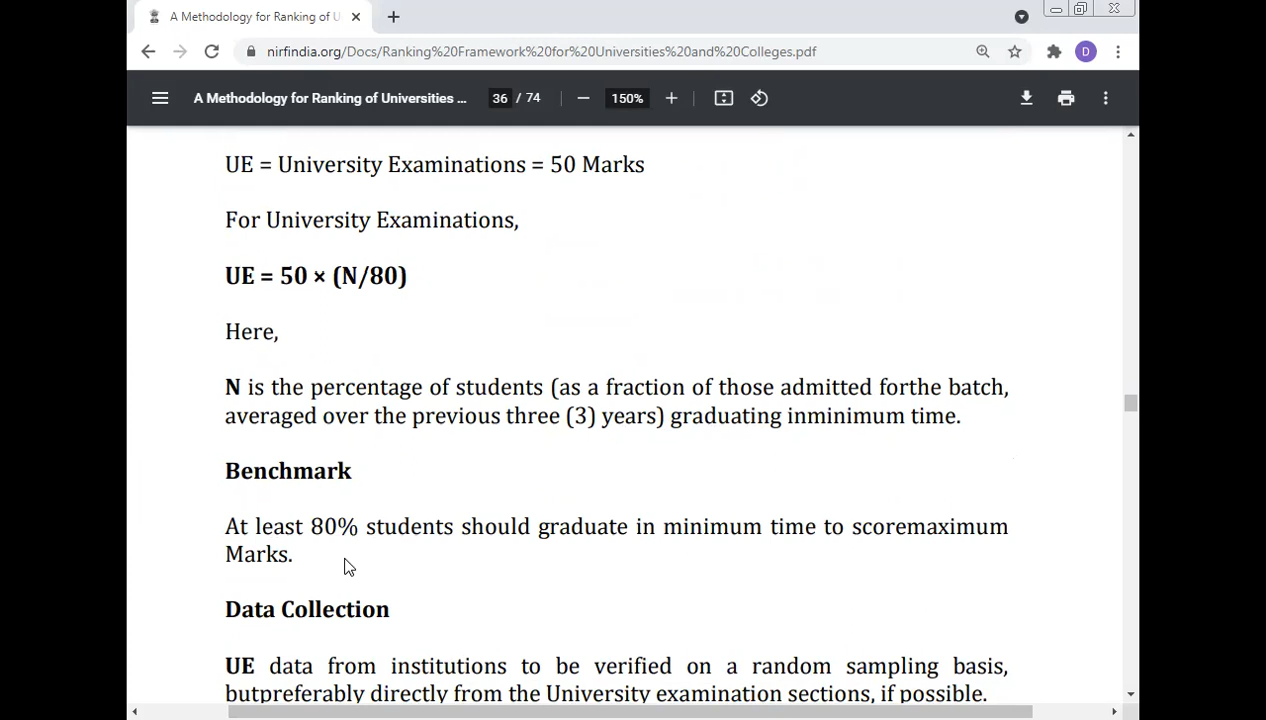 A Methodology for Ranking of U
nirfindia.org/Docs/Ranking%20Framework%20for%20Universities%20and%20Colleges.pdf
D
A Methodology for Ranking of Universities ...
36 / 74
150%
UE = University Examinations = 50 Marks
For University Examinations,
UE = 50 × (N/80)
Here,
N is the percentage of students (as a fraction of those admitted forthe batch,
averaged over the previous three (3) years) graduating inminimum time.
Benchmark
At least 80% students should graduate in minimum time to scoremaximum
Marks.
Data Collection
UE data from institutions to be verified on a random sampling basis,
butpreferably directly from the University examination sections, if possible.